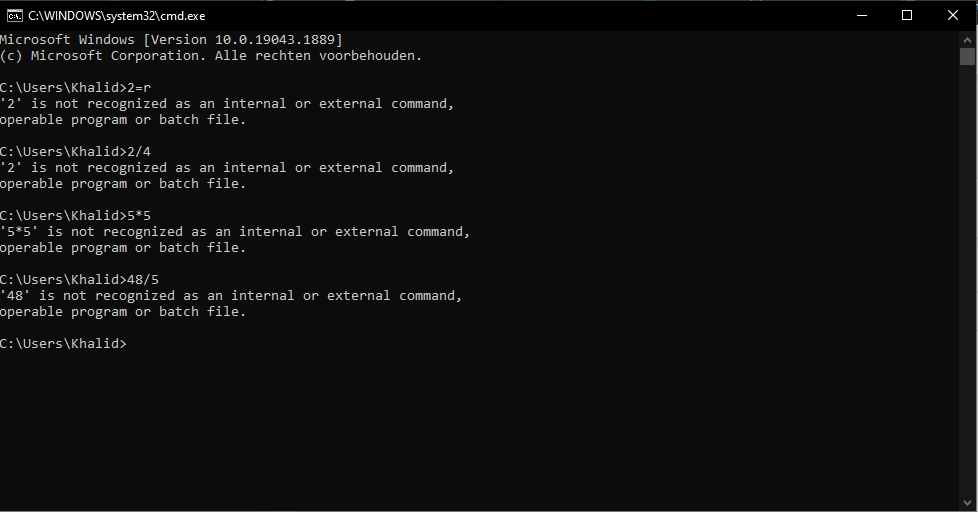 C:\WINDOWS\system32\cmd.exe
Microsoft Windows [Version 10.0.19043.1889]
(c) Microsoft Corporation. Alle rechten voorbehouden.
C:\Users\Khalid>2=r
'2' is not recognized as an internal or external command,
operable program or batch file.
C:\Users\Khalid>2/4
'2' is not recognized as an internal or external command,
operable program or batch file.
C:\Users\Khalid>5*5
'5*5' is not recognized as an internal or external command,
operable program or batch file.
C:\Users\Khalid>48/5
'48' is not recognized as an internal or external command,
operable program or batch file.
C:\Users\Khalid>